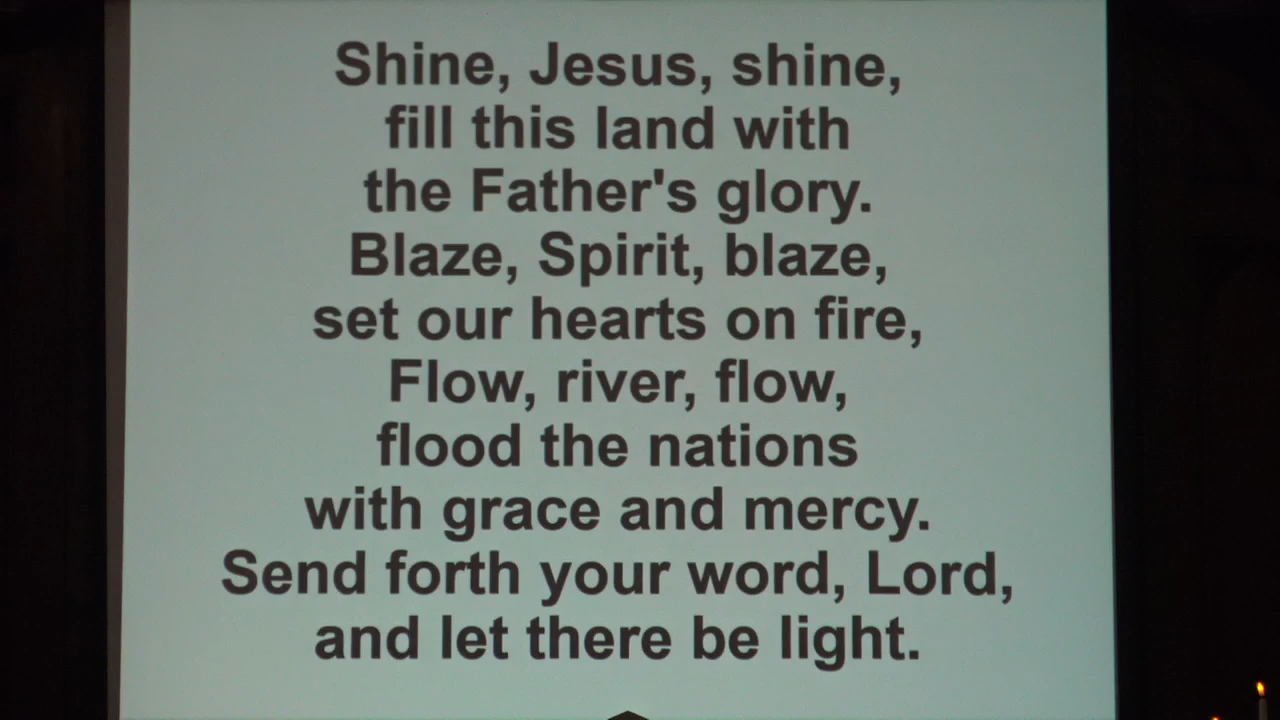 Shine, Jesus, shine,
fill this land with
the Father's glory.
Blaze, Spirit, blaze,
set our hearts on fire,
Flow, river, flow,
flood the nations
with grace and mercy.
Send forth your word, Lord,
and let there be light.